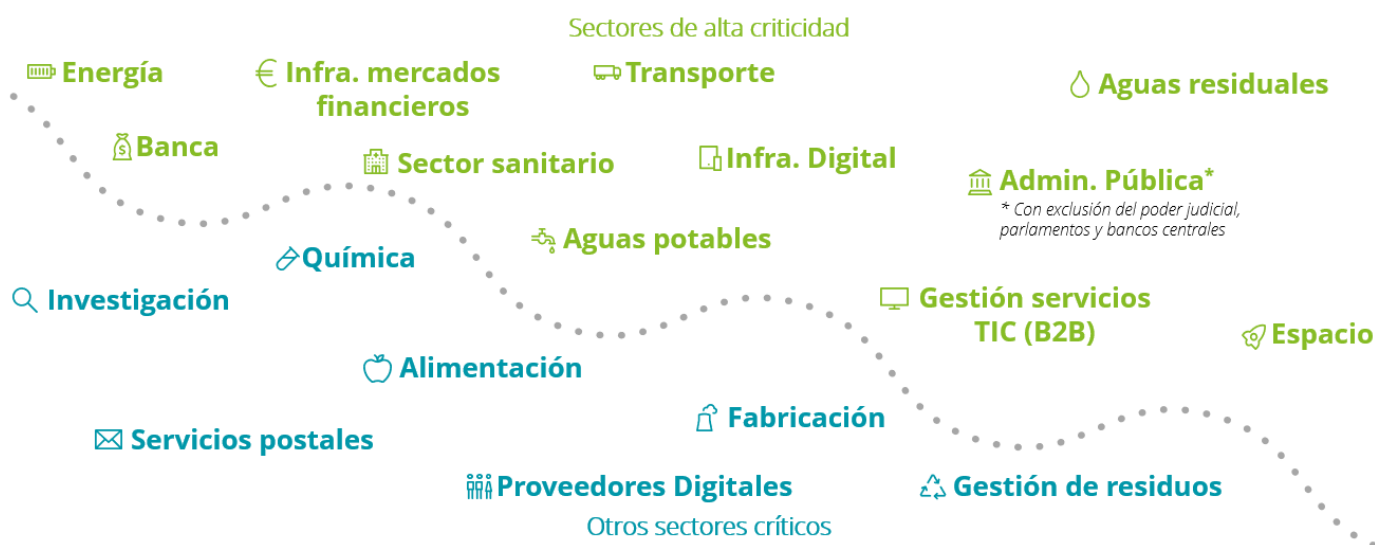 Sectores de alta criticidad
Energía
Infra. mercados
financieros
Transporte
Aguas residuales
Banca
Sector sanitario
Infra. Digital
Admin. Pública*
* Con exclusión del poder judicial,
parlamentos y bancos centrales
Aguas potables
Química
Investigación
Gestión servicios
TIC (B2B)
Espacio
Alimentación
Fabricación
Servicios postales
Proveedores Digitales
Gestión de residuos
Otros sectores críticos